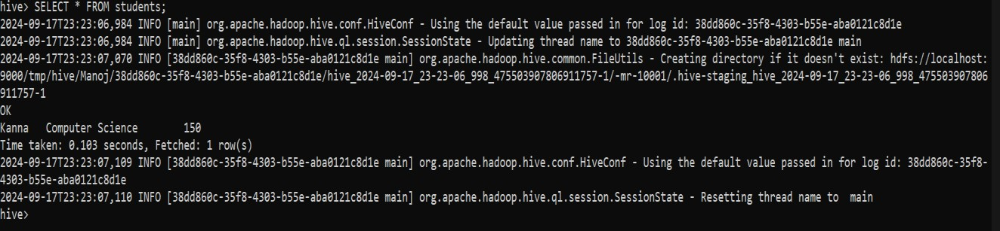 hive> SELECT * FROM students;
2024-09-17T23:23:06,984 INFO [main] org.apache.hadoop.hive.conf.HiveConf - Using the default value passed in for log id: 38dd860c-35f8-4303-b55e-aba0121c8d1e
2024-09-17T23:23:06,984 INFO [main] org.apache.hadoop.hive.ql.session.SessionState - Updating thread name to 38dd860c-35f8-4303-b55e-aba0121c8d1e main
2024-09-17T23:23:07,070 INFO [38dd860c-35f8-4303-b55e-aba0121c8d1e main] org.apache.hadoop.hive.common.FileUtils - Creating directory if it doesn't exist: hdfs://localhost:
9000/tmp/hive/Manoj/38dd860c-35f8-4303-b55e-aba0121c8d1e/hive_2024-09-17_23-23-06_998_475503907806911757-1/-mr-10001/.hive-staging_hive_2024-09-17_23-23-06_998_475503907806
911757-1
OK
Kanna   Computer Science        150
Time taken: 0.103 seconds, Fetched: 1 row(s)
2024-09-17T23:23:07,109 INFO [38dd860c-35f8-4303-b55e-aba0121c8d1e main] org.apache.hadoop.hive.conf.HiveConf - Using the default value passed in for log id: 38dd860c-35f8-
4303-b55e-aba0121c8d1e
2024-09-17T23:23:07,110 INFO [38dd860c-35f8-4303-b55e-aba0121c8d1e main] org.apache.hadoop.hive.ql.session.SessionState - Resetting thread name to  main
hive>